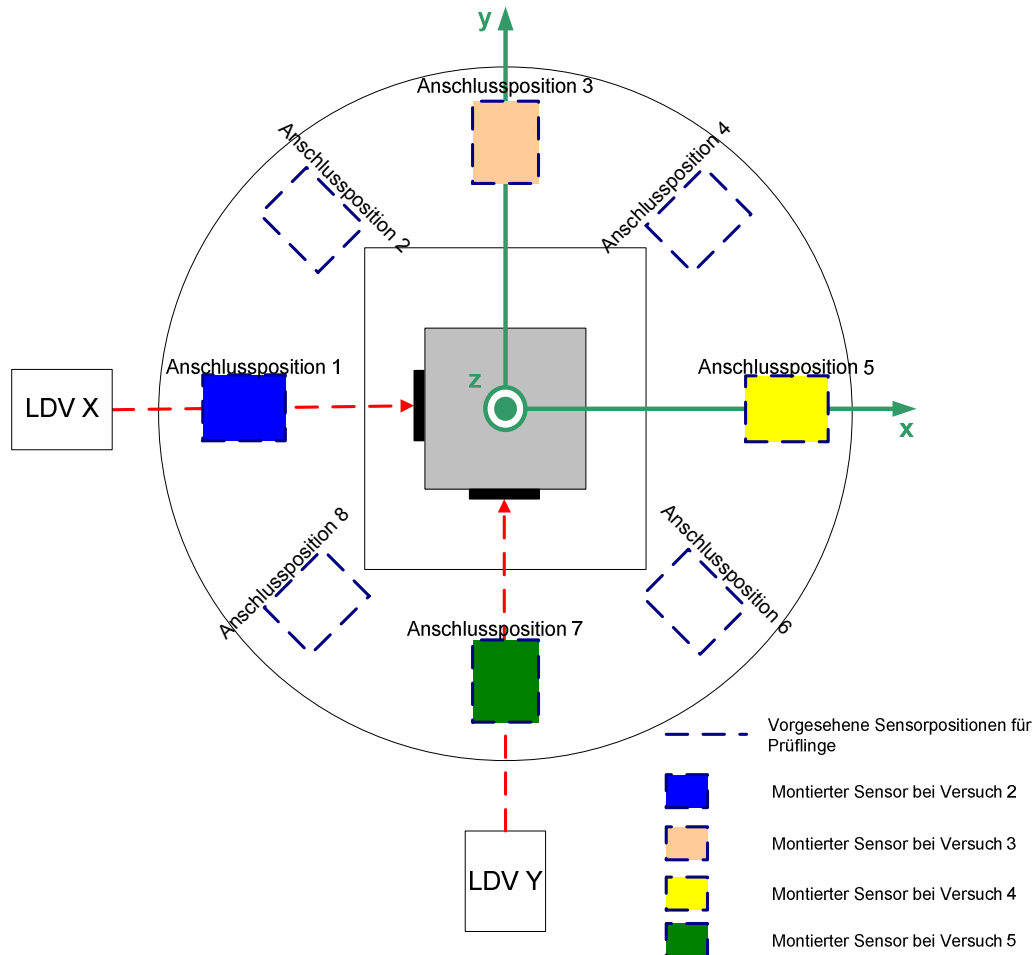 y
Anschlussposition 3
Anschlussposition 2
Anschlussposition 4
Anschlussposition 1
Anschlussposition 5
z
LDV X
x
Anschlussposition 8
Anschlussposition 6
Anschlussposition 7
LDV Y
Vorgesehene Sensorpositionen für
Prüflinge
Montierter Sensor bei Versuch 2
Montierter Sensor bei Versuch 3
Montierter Sensor bei Versuch 4
Montierter Sensor bei Versuch 5